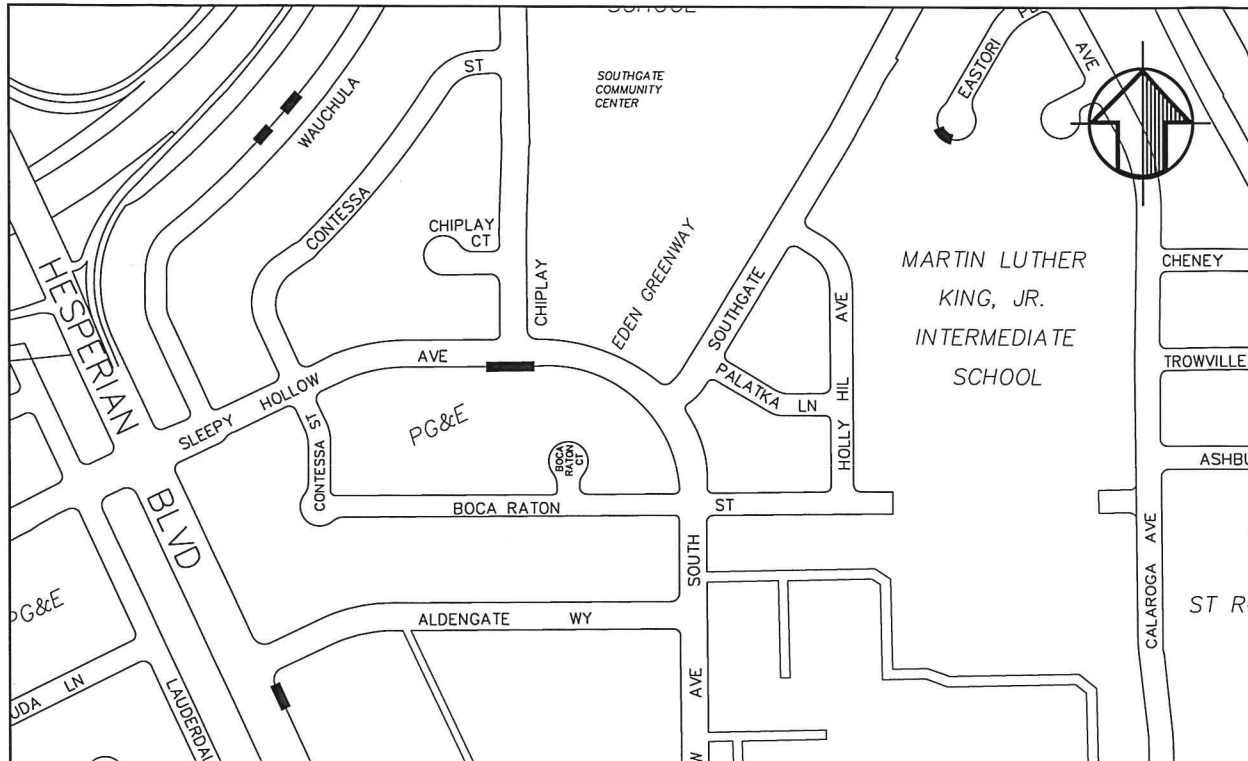 SCHOOL
SOUTHGATE
COMMUNITY
CENTER
EASTORI
AVE
ST
WAUCHULA
CONTESSA
CHIPLAY
CT
CHIPLAY
EDEN GREENWAY
SOUTHGATE
AVE
HOLLY HIL
PALATKA LN
MARTIN LUTHER
KING, JR.
INTERMEDIATE
SCHOOL
CHENEY
TROWVILLE
ASHBU
HESPERIAN
BLVD
SLEEPY HOLLOW AVE
PG&E
CONTESSA ST
BOCA
RATON
CT
BOCA RATON ST
SOUTH
AVE
ALDENGATE WY
CALAROGA AVE
PG&E
UDA LN
LAUDERDAL
ST R
W